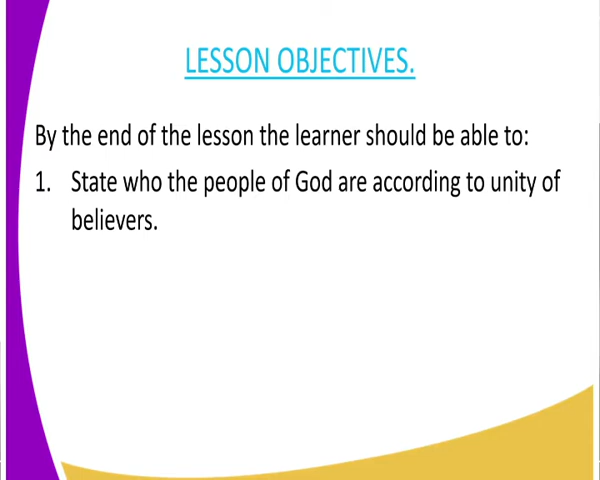 LESSON OBJECTIVES.
By the end of the lesson the learner should be able to:
1. State who the people of God are according to unity of
believers.